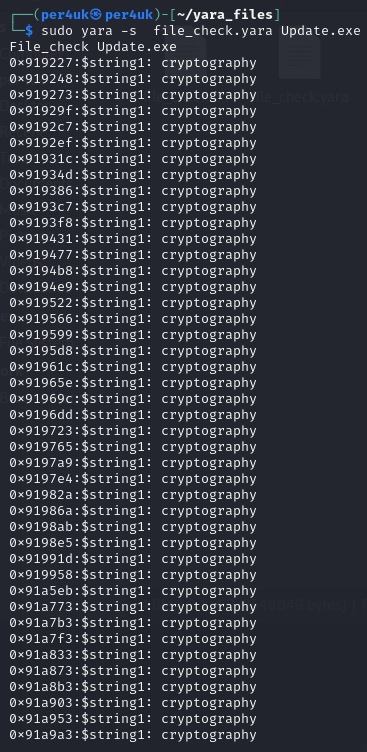 ┌──(per4uk㉿per4uk)-[~/yara_files]
└─$ sudo yara -s  file_check.yara Update.exe
File_check Update.exe
0×919227:$string1: cryptography
0×919248:$string1: cryptography
0×919273:$string1: cryptography
0×91929f:$string1: cryptography
0×9192c7:$string1: cryptography
0×9192ef:$string1: cryptography
0×91931c:$string1: cryptography
0×91934d:$string1: cryptography
0×919386:$string1: cryptography
0×9193c7:$string1: cryptography
0×9193f8:$string1: cryptography
0×919431:$string1: cryptography
0×919477:$string1: cryptography
0×9194b8:$string1: cryptography
0×9194e9:$string1: cryptography
0×919522:$string1: cryptography
0×919566:$string1: cryptography
0×919599:$string1: cryptography
0×9195d8:$string1: cryptography
0×91961c:$string1: cryptography
0×91965e:$string1: cryptography
0×91969c:$string1: cryptography
0×9196dd:$string1: cryptography
0×919723:$string1: cryptography
0×919765:$string1: cryptography
0×9197a9:$string1: cryptography
0×9197e4:$string1: cryptography
0×91982a:$string1: cryptography
0×91986a:$string1: cryptography
0×9198ab:$string1: cryptography
0×9198e5:$string1: cryptography
0×91991d:$string1: cryptography
0×919958:$string1: cryptography
0×91a5eb:$string1: cryptography
0×91a773:$string1: cryptography
0×91a7b3:$string1: cryptography
0×91a7f3:$string1: cryptography
0×91a833:$string1: cryptography
0×91a873:$string1: cryptography
0×91a8b3:$string1: cryptography
0×91a903:$string1: cryptography
0×91a953:$string1: cryptography
0×91a9a3:$string1: cryptography